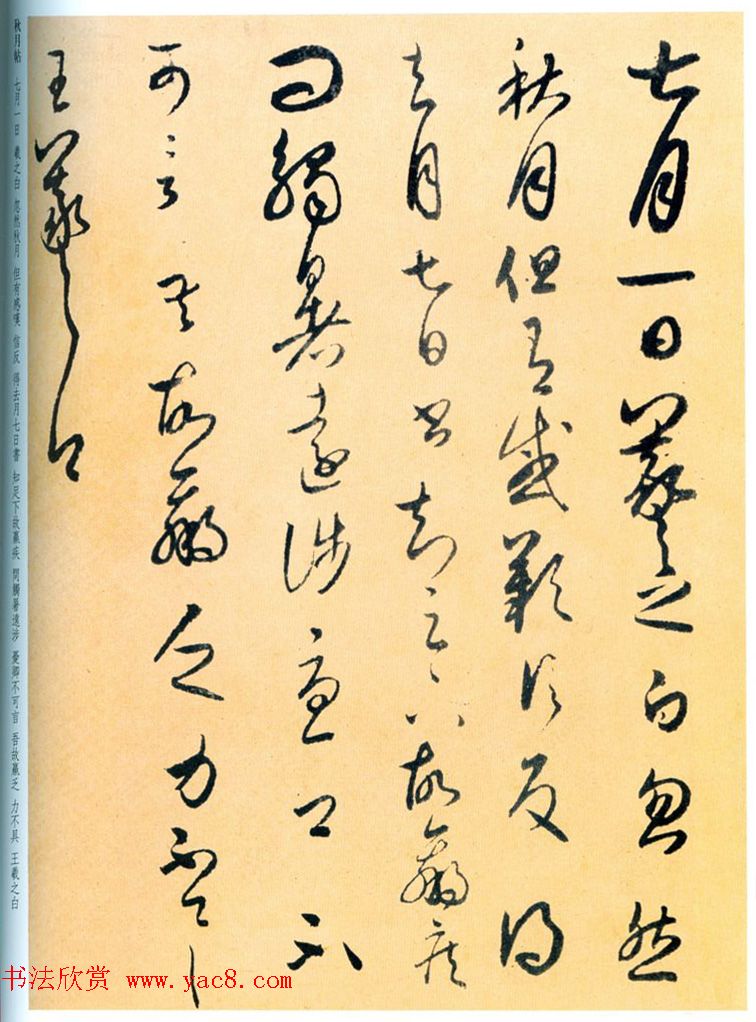 七月一日羲之白忽然
秋月但有感歎信反得
去月七日書知足下故羸疾
問觸暑遠涉憂卿不
可言吾故羸乏力不具
王羲之白
秋月帖 七月一日 羲之白 忽然秋月 但有感嘆 信反 得去月七日書 知足下故羸疾 問觸暑遠涉 憂卿不可言 吾故羸乏 力不具 王羲之白
书法欣赏 www.yac8.com